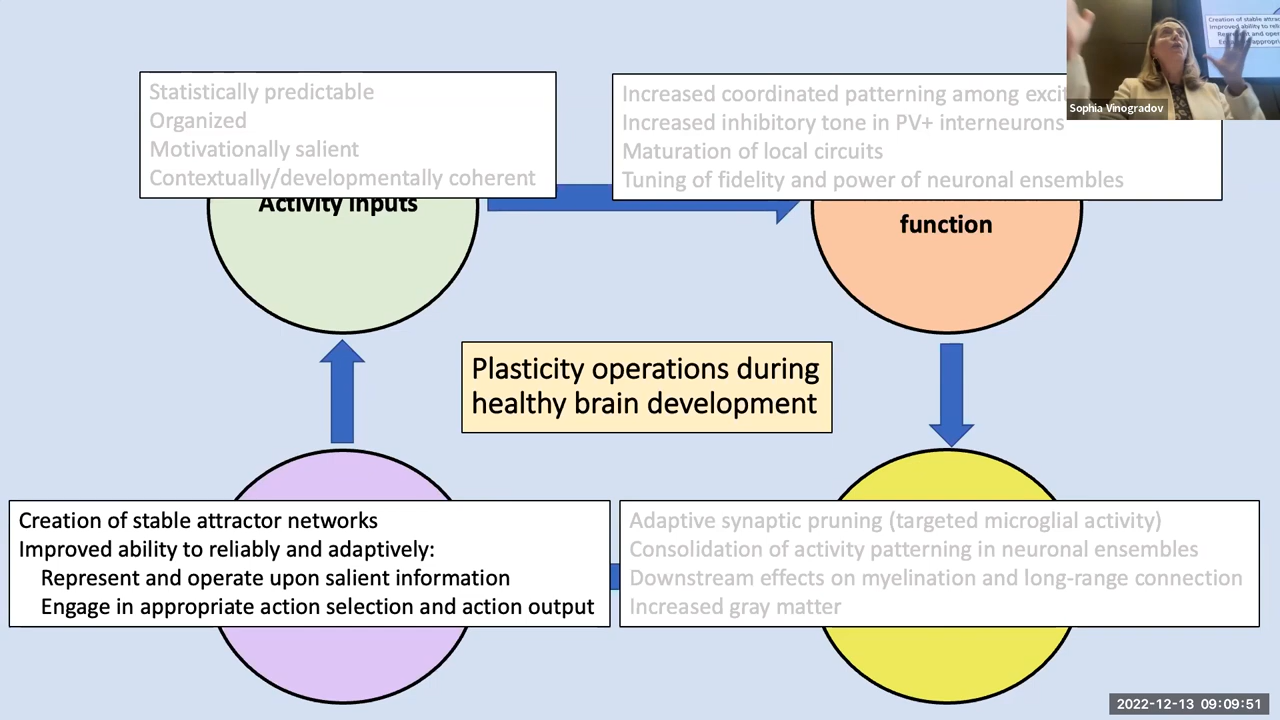 Statistically predictable
Organized
Motivationally salient
Contextually/developmentally coherent
Activity inputs
Increased coordinated patterning among
Increased inhibitory tone in PV+ interneurons
Maturation of local circuits
Tuning of fidelity and power of neuronal ensembles
function
Sophia Vinogradov
Plasticity operations during
healthy brain development
Creation of stable attractor networks
Improved ability to reliably and adaptively:
Represent and operate upon salient information
Engage in appropriate action selection and action output
Adaptive synaptic pruning (targeted microglial activity)
Consolidation of activity patterning in neuronal ensembles
Downstream effects on myelination and long-range connection
Increased gray matter
2022-12-13 09:09:51